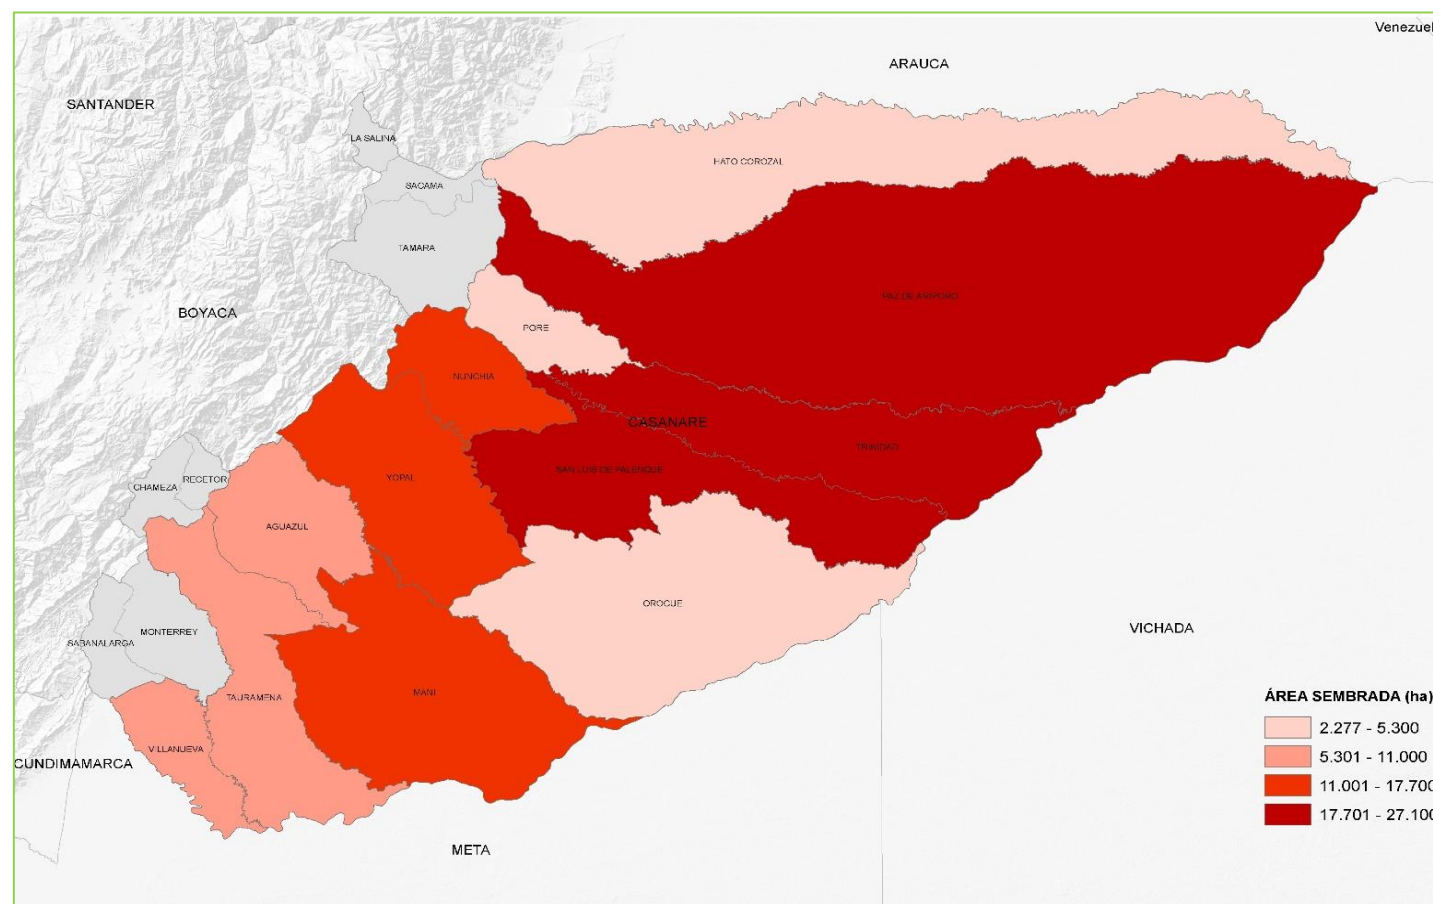 Venezuel
ARAUCA
SANTANDER
LA SALINA
HATO COROZAL
SACAMA
TAMARA
PAZ DE ARIPORO
BOYACA
PORE
NUNCHIA
CASANARE
TRINIDAD
SAN LUIS DE PALENQUE
YOPAL
RECETOR
CHAMEZA
AGUAZUL
OROCUE
VICHADA
MONTERREY
SABANALARGA
MANI
TAURAMENA
VILLANUEVA
CUNDIMAMARCA
META
ÁREA SEMBRADA (ha)
2.277 - 5.300
5.301 - 11.000
11.001 - 17.700
17.701 - 27.100